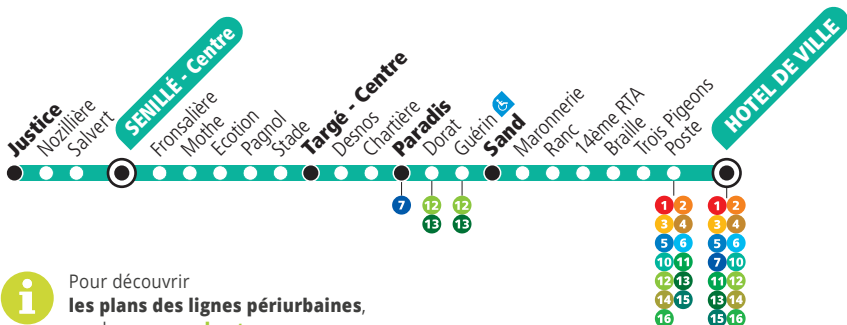 Justice
Nozillière
Salvert
SENILLÉ - Centre
Fronsalière
Mothe
Ecotion
Pagnol
Stade
Targé - Centre
Desnos
Chartière
Paradis
Dorat
Guérin
Sand
Maronnerie
Ranc
14ème RTA
Braille
Trois Pigeons
Poste
HOTEL DE VILLE
7
12
13
12
13
1 2
3 4
5 6
10 11
12 13
14 15
16
1 2
3 4
5 6
7 10
11 12
13 14
15 16
i
Pour découvrir
les plans des lignes périurbaines,